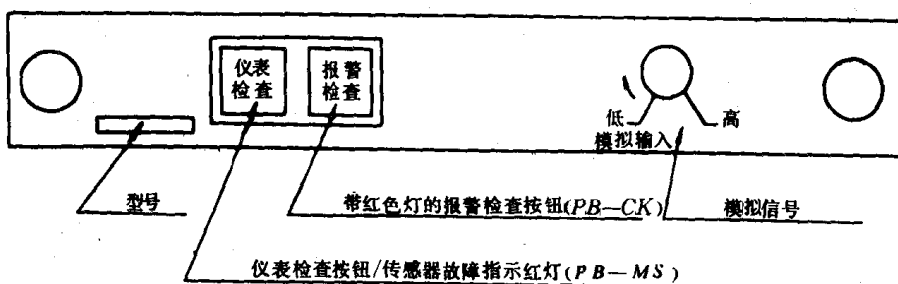 仪表
检查
报警
检查
低
高
模拟输入
型号
带红色灯的报警检查按钮(PB—CK)
模拟信号
仪表检查按钮/传感器故障指示红灯(PB—MS)